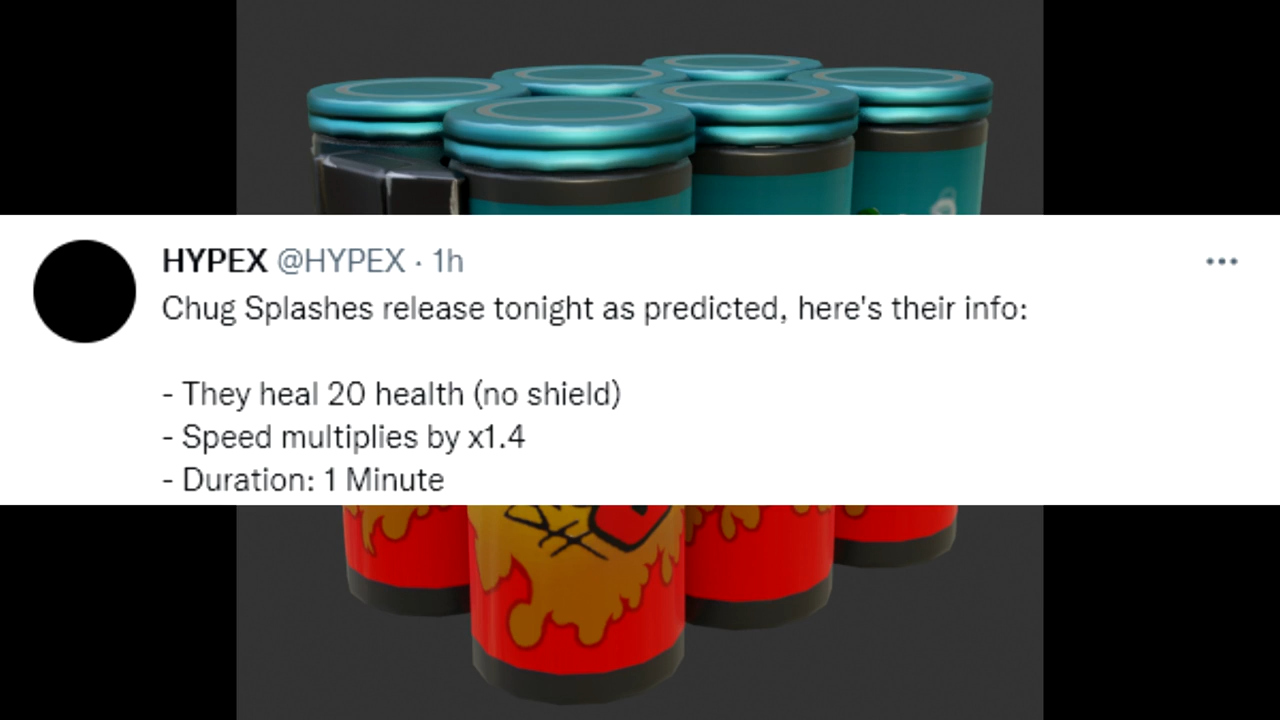 HYPEX @HYPEX · 1h
Chug Splashes release tonight as predicted, here's their info:
- They heal 20 health (no shield)
- Speed multiplies by x1.4
- Duration: 1 Minute